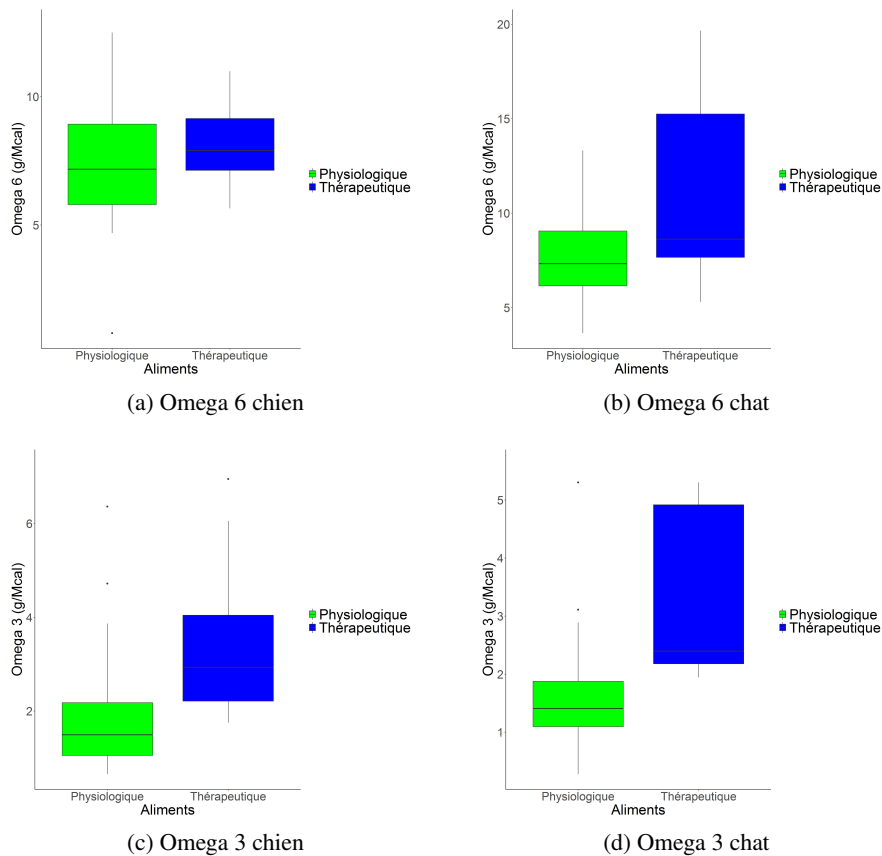 10
5
Omega 6 (g/Mcal)
Physiologique
Thérapeutique
Physiologique
Thérapeutique
Aliments
(a) Omega 6 chien
20
15
10
5
Omega 6 (g/Mcal)
Physiologique
Thérapeutique
Physiologique
Thérapeutique
Aliments
(b) Omega 6 chat
6
4
2
Omega 3 (g/Mcal)
Physiologique
Thérapeutique
Physiologique
Thérapeutique
Aliments
(c) Omega 3 chien
5
4
3
2
1
Omega 3 (g/Mcal)
Physiologique
Thérapeutique
Physiologique
Thérapeutique
Aliments
(d) Omega 3 chat